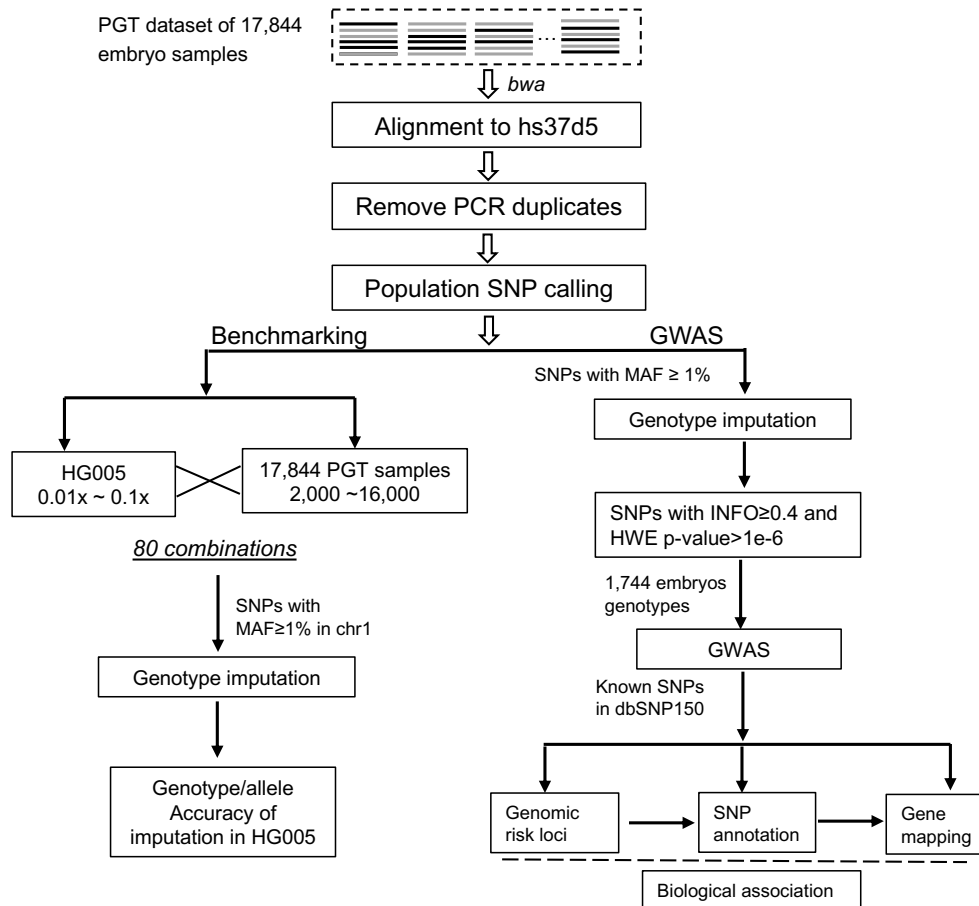 PGT dataset of 17,844
embryo samples
...
bwa
Alignment to hs37d5
Remove PCR duplicates
Population SNP calling
Benchmarking
GWAS
SNPs with MAF ≥ 1%
Genotype imputation
HG005
0.01x ~ 0.1x
17,844 PGT samples
2,000 ~16,000
SNPs with INFO≥0.4 and
HWE p-value>1e-6
80 combinations
1,744 embryos
genotypes
SNPs with
MAF≥1% in chr1
GWAS
Genotype imputation
Known SNPs
in dbSNP150
Genotype/allele
Accuracy of
imputation in HG005
Genomic
risk loci
SNP
annotation
Gene
mapping
Biological association